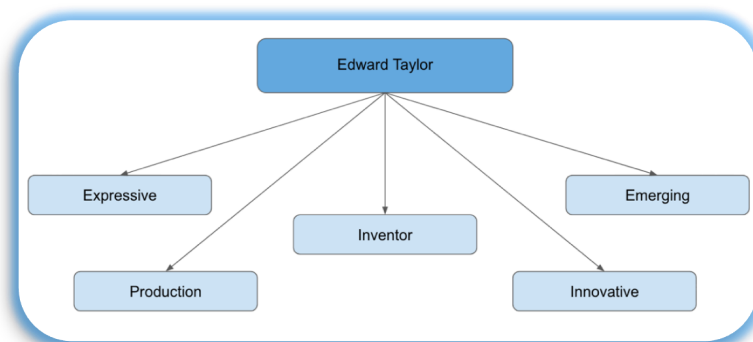 Edward Taylor
Expressive
Emerging
Inventor
Production
Innovative